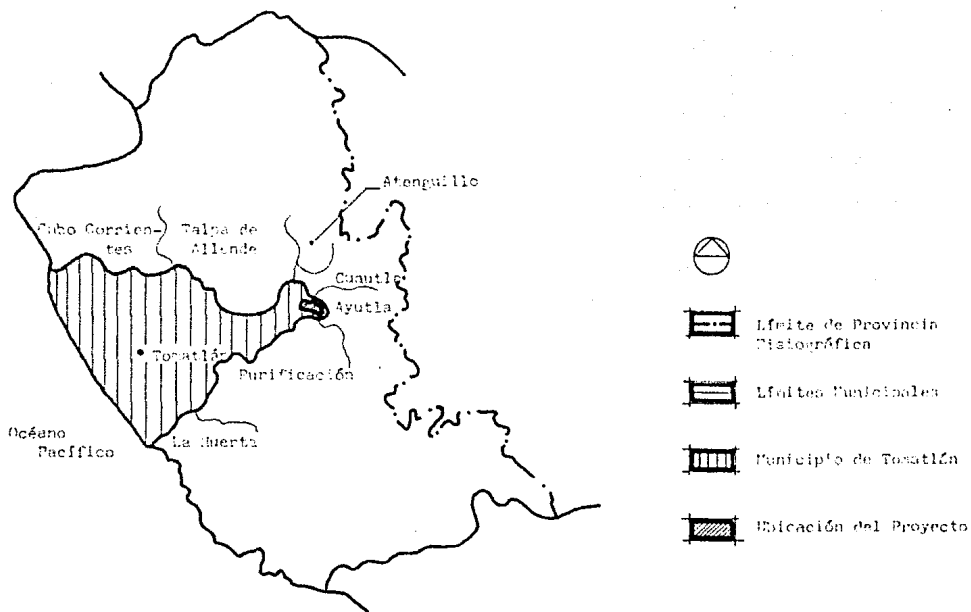 Atenguillo
Cabo Corrien-
tes
Talpa de
Allende
Cuautla
Ayutla
Tomatlán
Purificación
La Huerta
Océano
Pacífico
Límite de Provincia
Fisiográfica
Límites Municipales
Municipio de Tomatlán
Ubicación del Proyecto